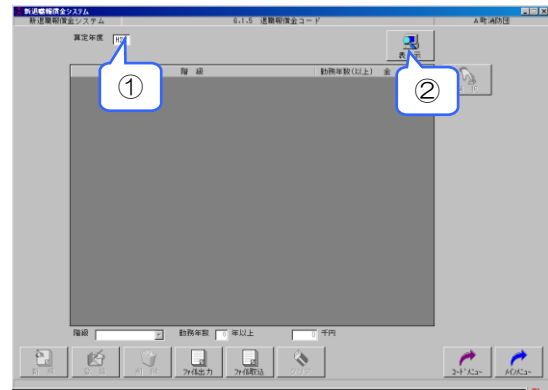 新退職報償金システム
新退職報償金システム 6.1.5 退職報償金コード A町消防団
算定年度
表 示
① ②
階 級 勤務年数(以上) 金
階級 勤務年数 0 年以上 0 千円
ファイル出力 ファイル取込 コードメニュー メインメニュー